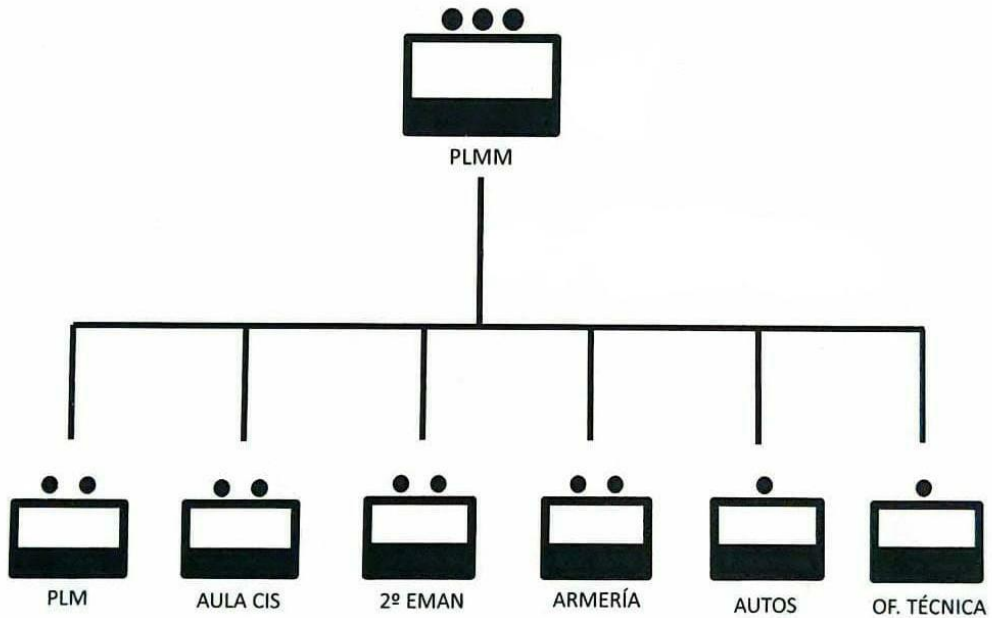 PLMM
PLM
AULA CIS
2º EMAN
ARMERÍA
AUTOS
OF. TÉCNICA